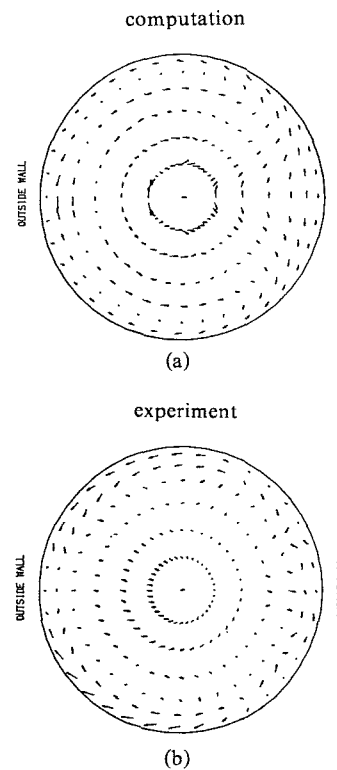 computation
OUTSIDE WALL
(a)
experiment
OUTSIDE WALL
(b)